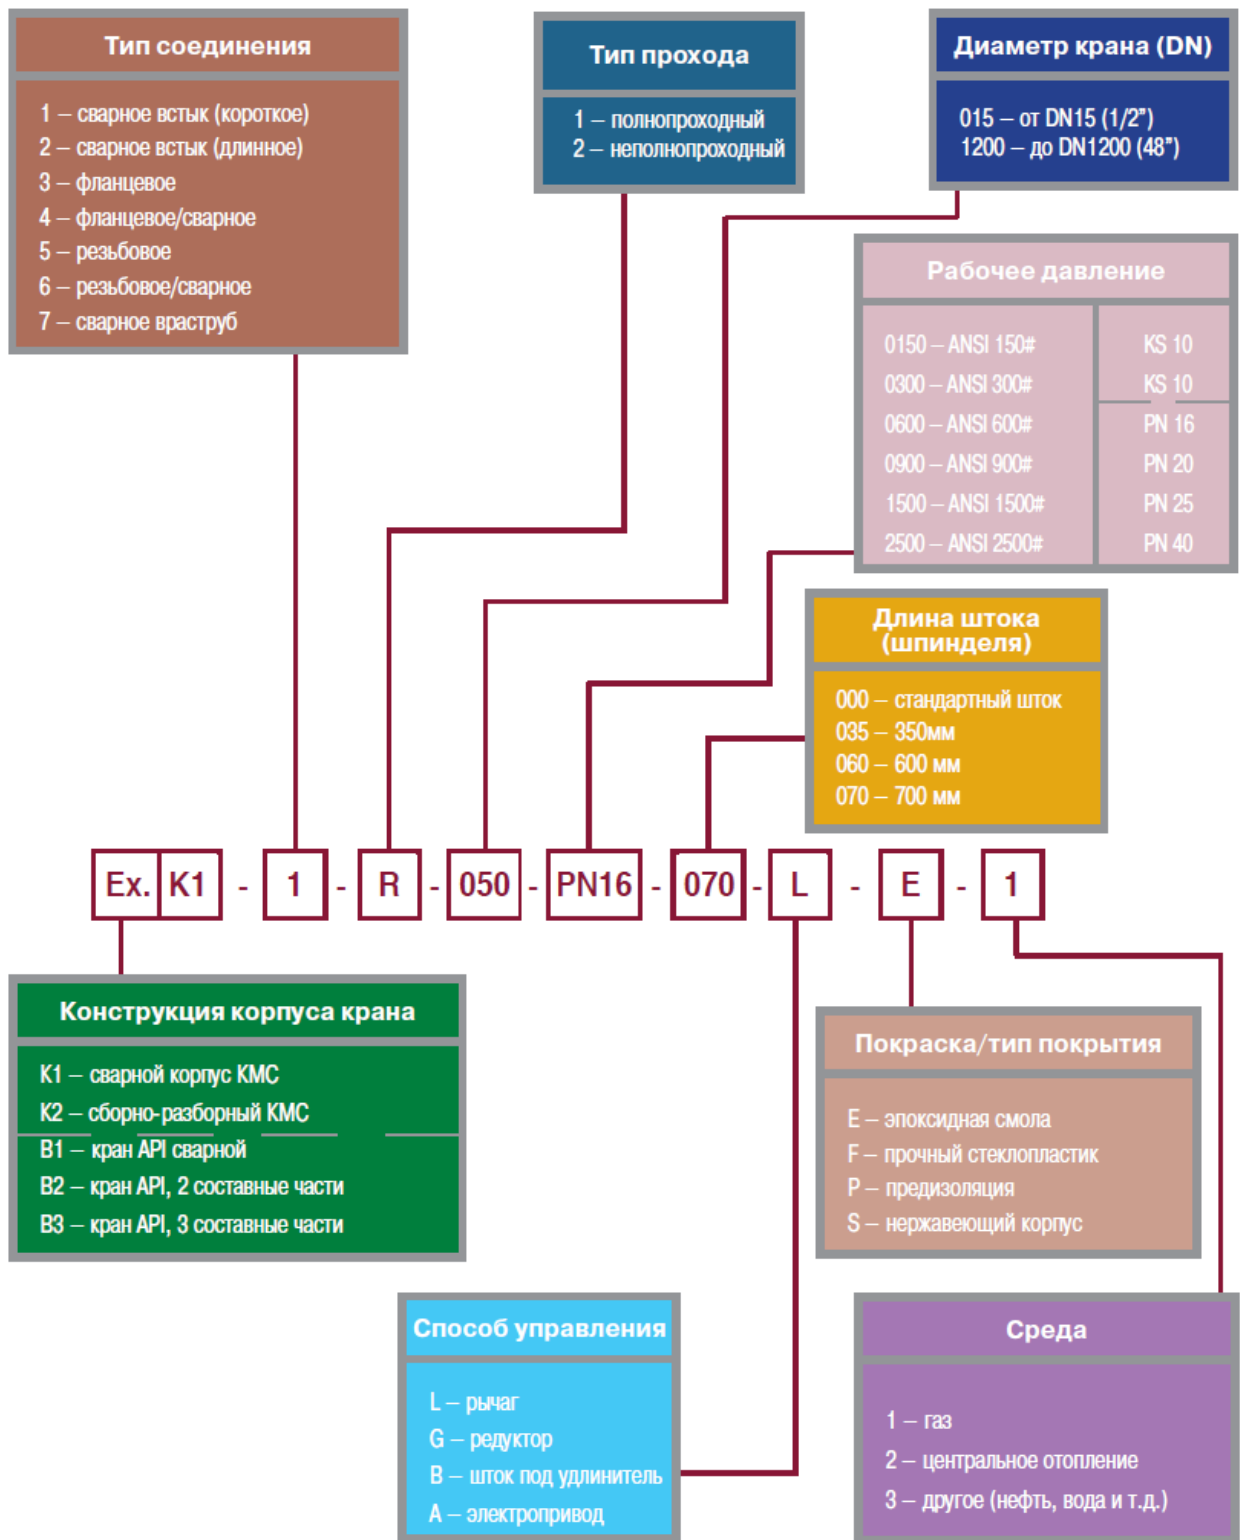 Тип соединения
1 – сварное встык (короткое)
2 – сварное встык (длинное)
3 – фланцевое
4 – фланцевое/сварное
5 – резьбовое
6 – резьбовое/сварное
7 – сварное враструб
Тип прохода
1 – полнопроходный
2 – неполнопроходный
Диаметр крана (DN)
015 – от DN15 (1/2”)
1200 – до DN1200 (48”)
Рабочее давление
0150 – ANSI 150# KS 10
0300 – ANSI 300# KS 10
0600 – ANSI 600# PN 16
0900 – ANSI 900# PN 20
1500 – ANSI 1500# PN 25
2500 – ANSI 2500# PN 40
Длина штока
(шпинделя)
000 – стандартный шток
035 – 350мм
060 – 600 мм
070 – 700 мм
Ex. K1 - 1 - R - 050 - PN16 - 070 - L - E - 1
Конструкция корпуса крана
К1 – сварной корпус КМС
К2 – сборно-разборный КМС
В1 – кран API сварной
В2 – кран API, 2 составные части
В3 – кран API, 3 составные части
Покраска/тип покрытия
E – эпоксидная смола
F – прочный стеклопластик
P – предизоляция
S – нержавеющий корпус
Способ управления
L – рычаг
G – редуктор
B – шток под удлинитель
A – электропривод
Среда
1 – газ
2 – центральное отопление
3 – другое (нефть, вода и т.д.)